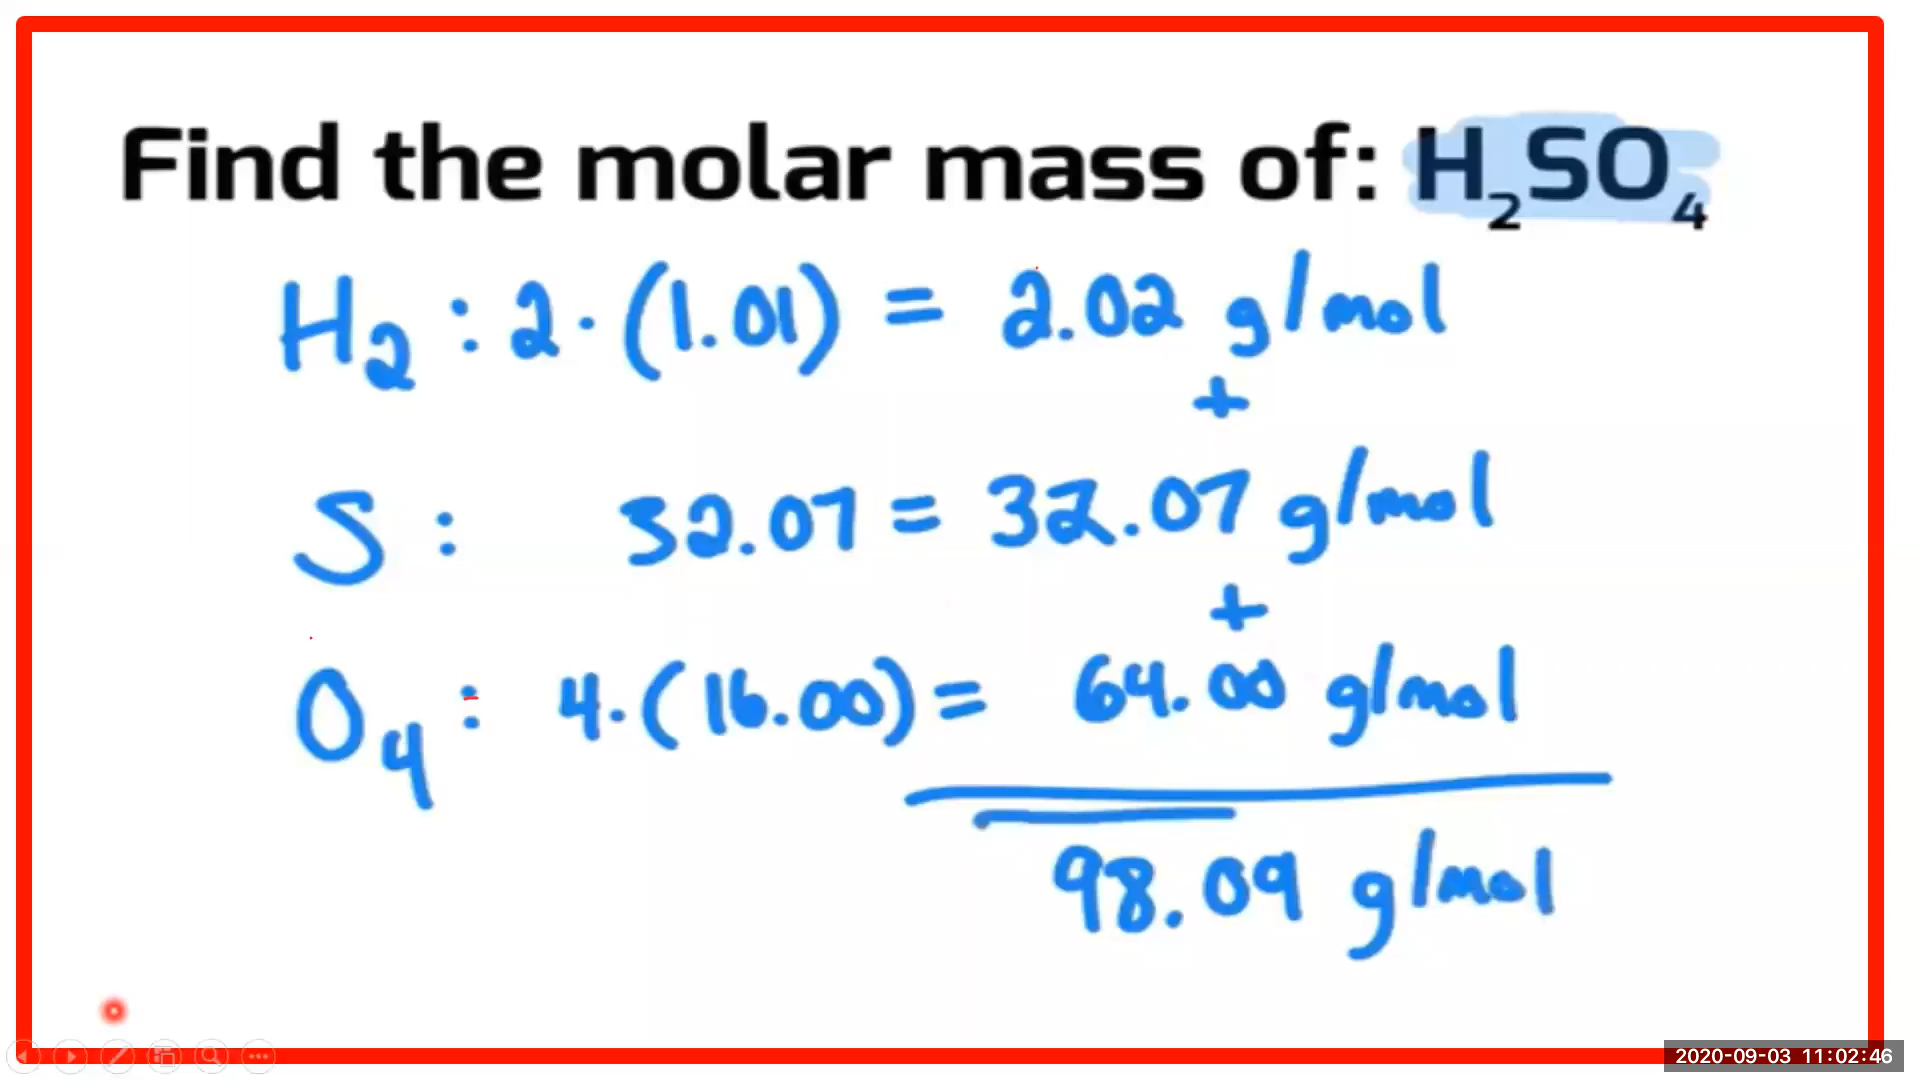 Find the molar mass of: H₂SO₄
H₂ : 2 · (1.01) = 2.02 g/mol
+
S : 32.07 = 32.07 g/mol
+
O₄ : 4 · (16.00) = 64.00 g/mol
98.09 g/mol
2020-09-03 11:02:46